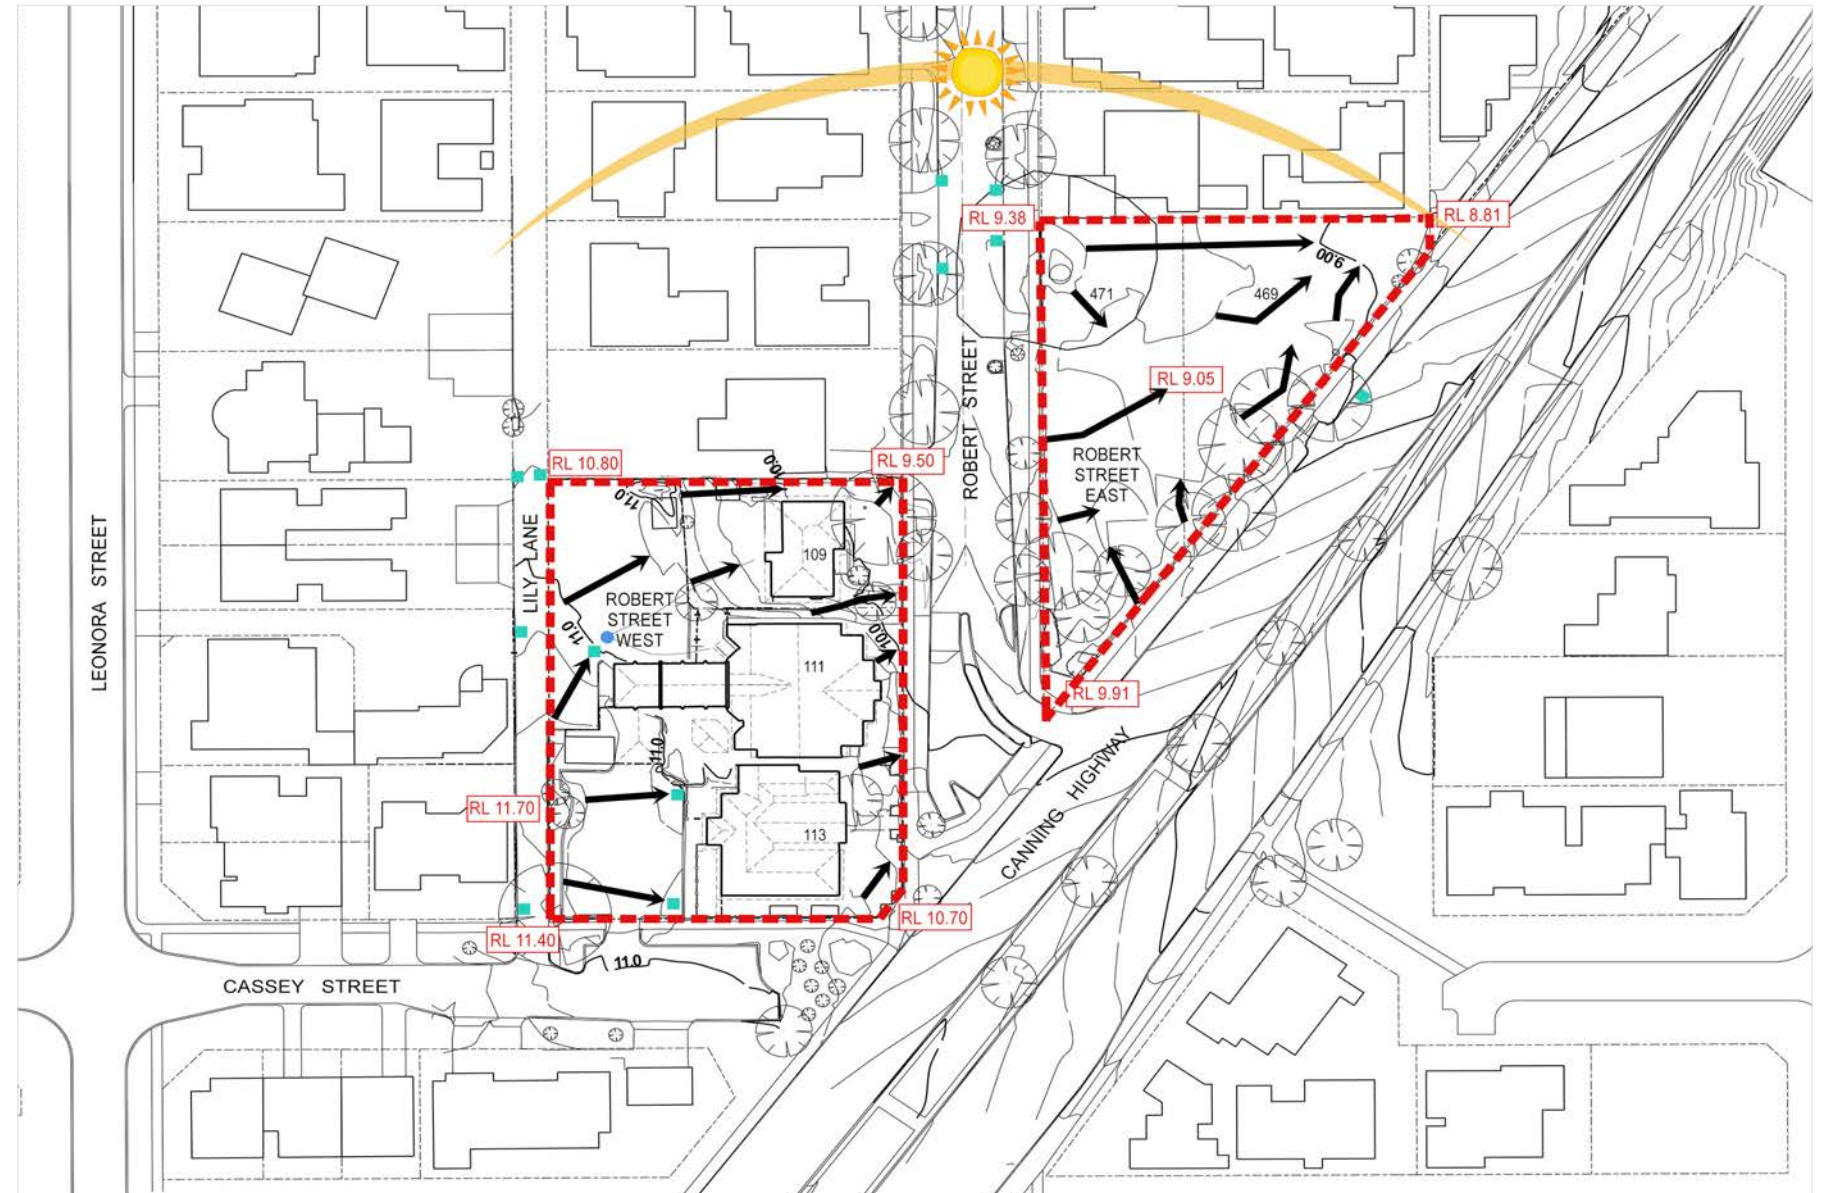 RL 9.38
RL 8.81
9.00
471
469
RL 9.05
ROBERT STREET
ROBERT
STREET
EAST
RL 10.80
10.0
RL 9.50
11.0
LEONORA STREET
LILY LANE
109
ROBERT
STREET
WEST
11.0
10.0
111
RL 9.91
11.0
CANNING HIGHWAY
RL 11.70
113
RL 10.70
RL 11.40
11.0
CASSEY STREET